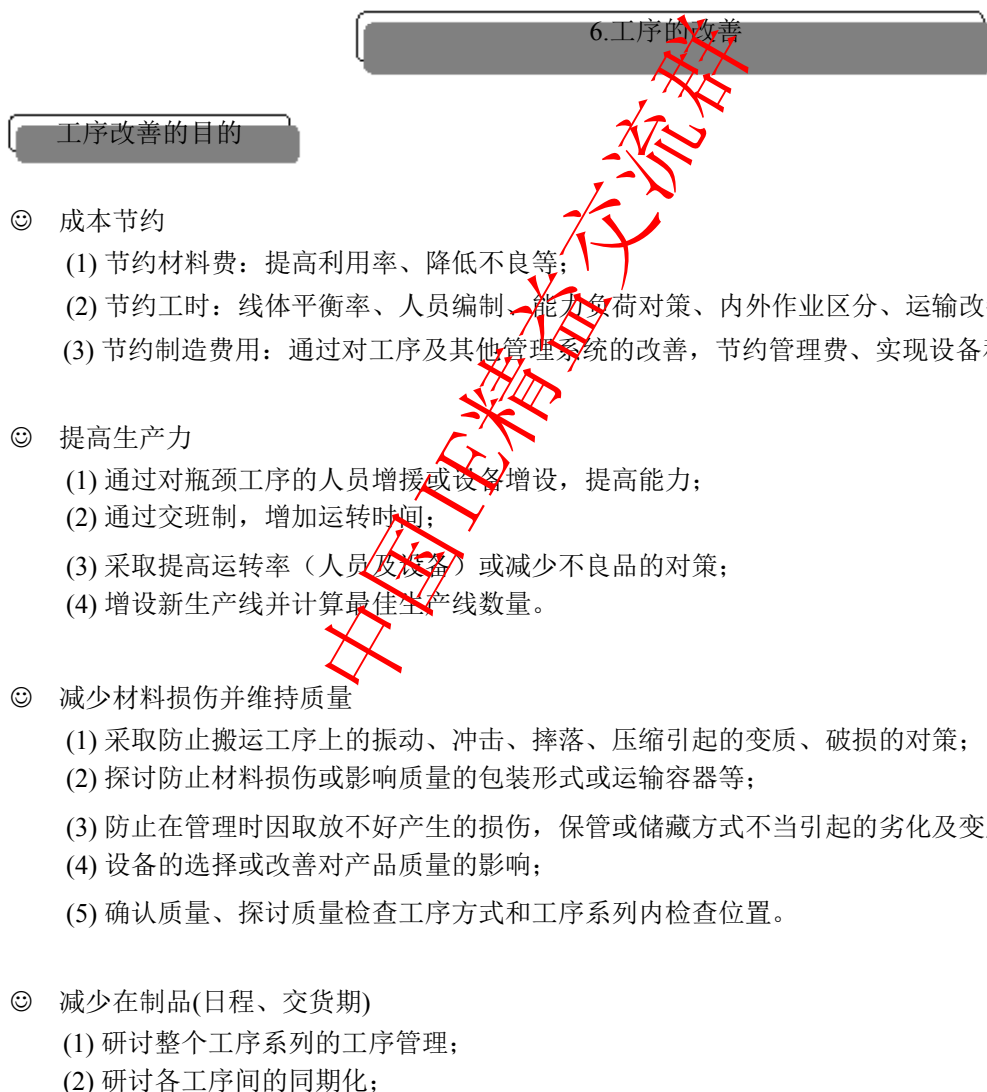 6.工序的改善
工序改善的目的
☺ 成本节约
(1) 节约材料费：提高利用率、降低不良等；
(2) 节约工时：线体平衡率、人员编制、能力负荷对策、内外作业区分、运输改
(3) 节约制造费用：通过对工序及其他管理系统的改善，节约管理费、实现设备
☺ 提高生产力
(1) 通过对瓶颈工序的人员增援或设备增设，提高能力；
(2) 通过交班制，增加运转时间；
(3) 采取提高运转率（人员及设备）或减少不良品的对策；
(4) 增设新生产线并计算最佳生产线数量。
☺ 减少材料损伤并维持质量
(1) 采取防止搬运工序上的振动、冲击、摔落、压缩引起的变质、破损的对策；
(2) 探讨防止材料损伤或影响质量的包装形式或运输容器等；
(3) 防止在管理时因取放不好产生的损伤，保管或储藏方式不当引起的劣化及变
(4) 设备的选择或改善对产品质量的影响；
(5) 确认质量、探讨质量检查工序方式和工序系列内检查位置。
☺ 减少在制品(日程、交货期)
(1) 研讨整个工序系列的工序管理；
(2) 研讨各工序间的同期化；
中国IE精益交流群